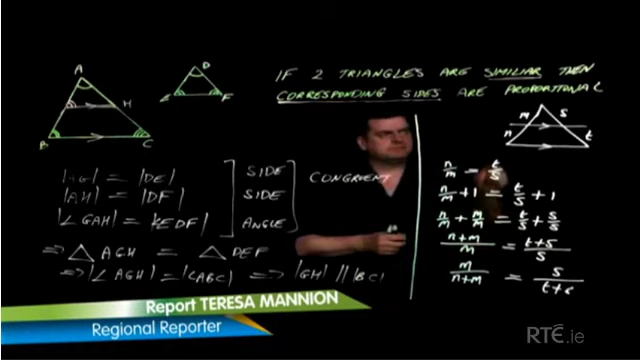 IF 2 TRIANGLES ARE SIMILIAR THEN
CORRESPONDING SIDES ARE PROPORTIONAL
A
H
B
C
D
E
F
m
s
n
t
|AG| = |DE|
|AH| = |DF|
|∠GAH| = |∠EDF|
SIDE
SIDE
ANGLE
CONGRUENT
⇒ △ AGH = △ DEF
⇒ |∠AGH| = |∠ABC| ⇒ |GH| || |BC|
n/m = t/s
n/m + 1 = t/s + 1
n/m + m/m = t/s + s/s
(n+m)/m = (t+s)/s
m/(n+m) = s/
Report TERESA MANNION
Regional Reporter
RTÉ.ie